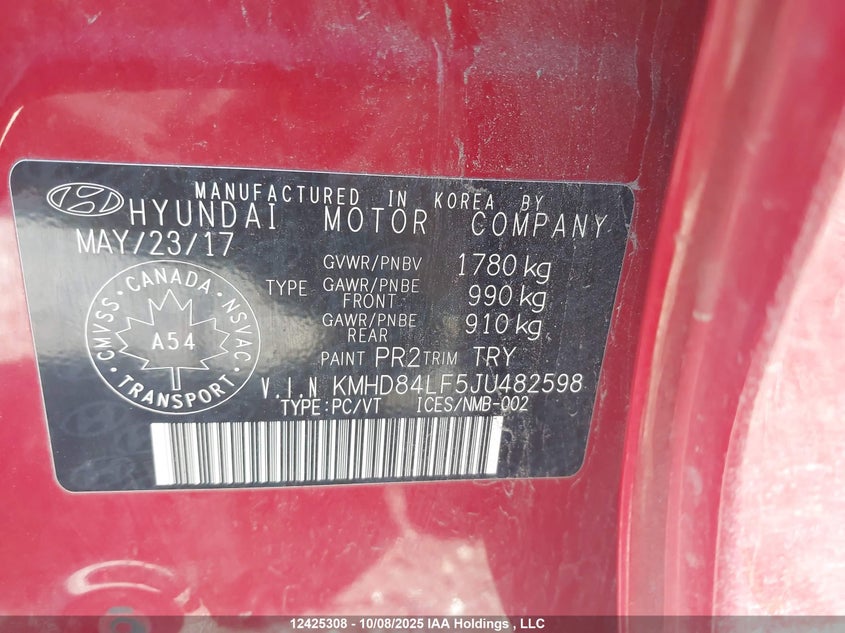 MANUFACTURED IN KOREA BY
HYUNDAI MOTOR COMPANY
MAY/23/17
GVWR/PNBV 1780 kg
TYPE GAWR/PNBE FRONT 990 kg
GAWR/PNBE REAR 910 kg
PAINT PR2 TRIM TRY
CANADA
CMVSS NSVAC
A54
TRANSPORT
V.I.N KMHD84LF5JU482598
TYPE:PC/VT ICES/NMB-002
12425308 - 10/08/2025 IAA Holdings , LLC